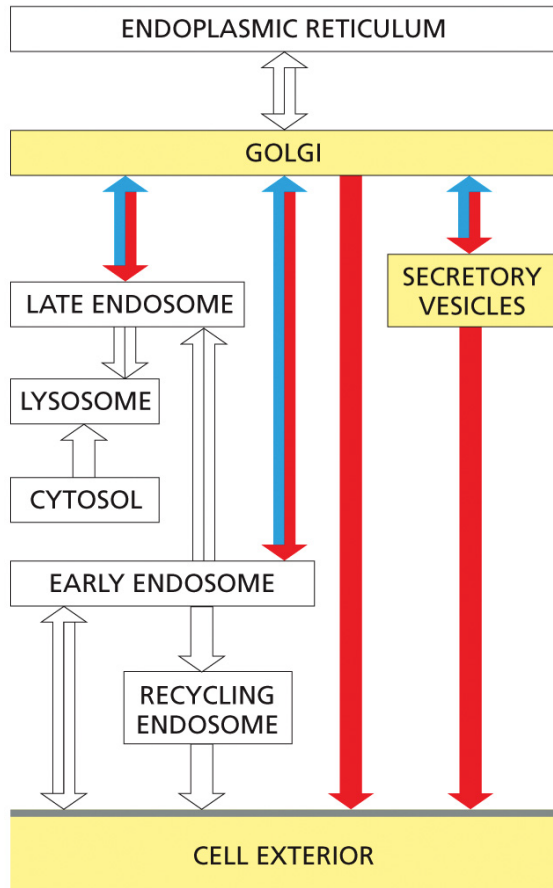 ENDOPLASMIC RETICULUM
GOLGI
LATE ENDOSOME
SECRETORY
VESICLES
LYSOSOME
CYTOSOL
EARLY ENDOSOME
RECYCLING
ENDOSOME
CELL EXTERIOR